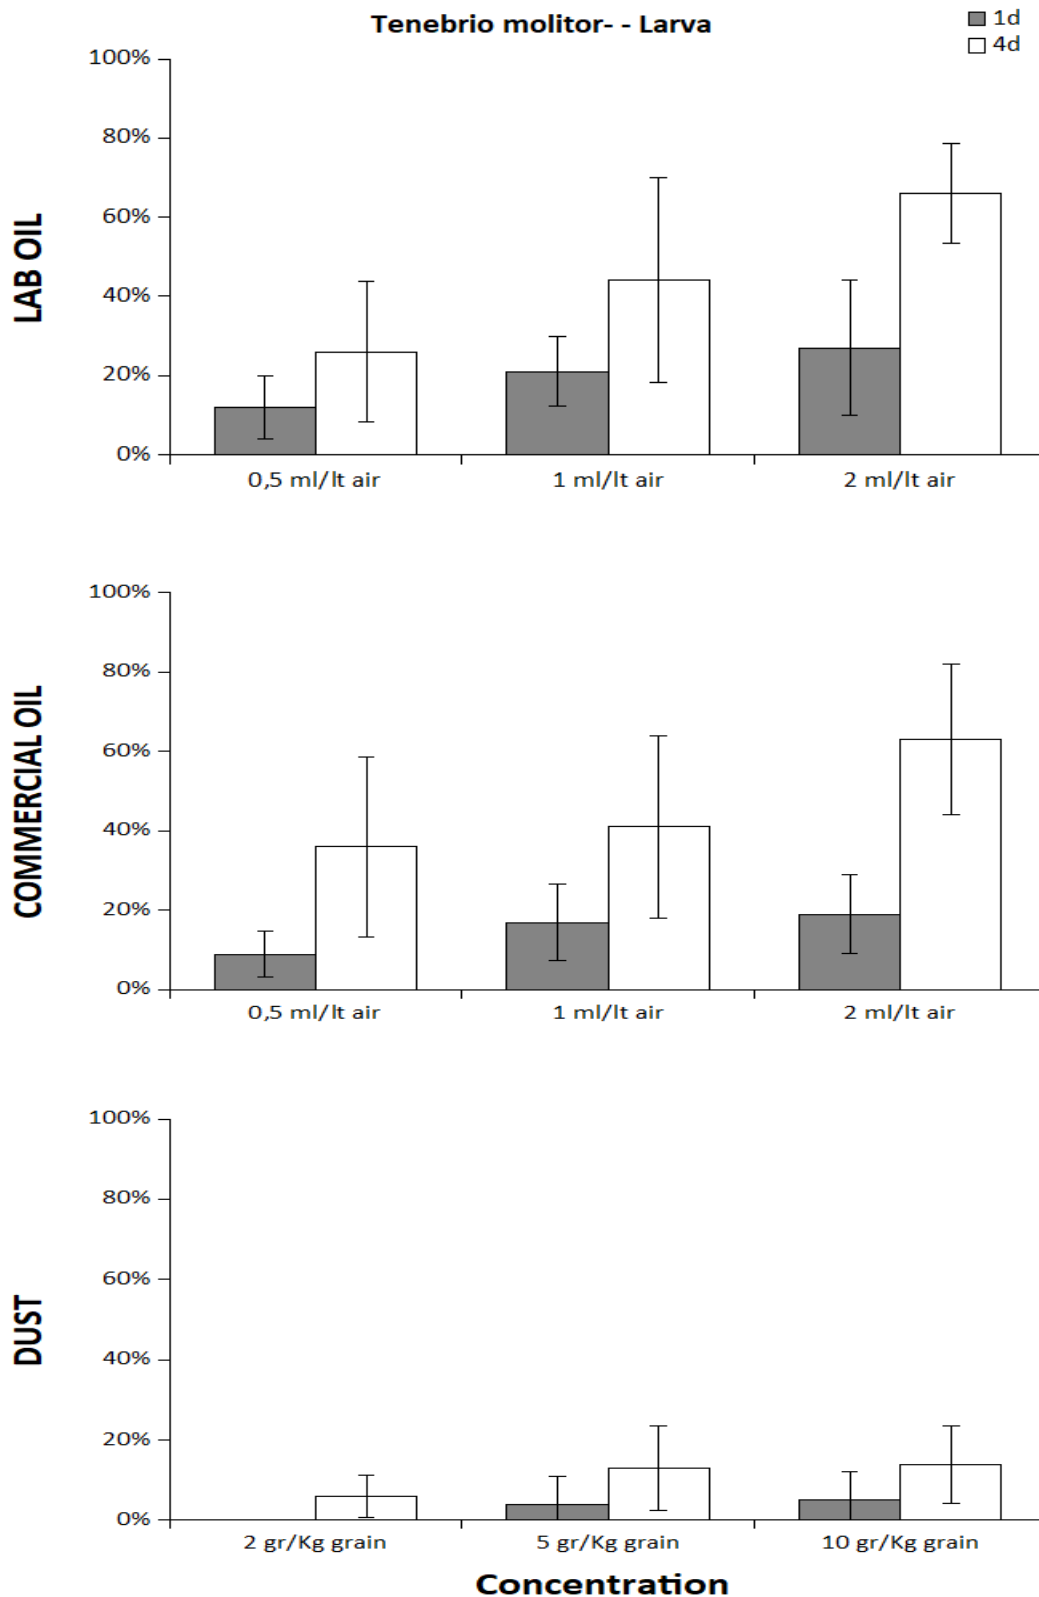 Tenebrio molitor- - Larva
1d
4d
LAB OIL
100%
80%
60%
40%
20%
0%
0,5 ml/lt air
1 ml/lt air
2 ml/lt air
COMMERCIAL OIL
100%
80%
60%
40%
20%
0%
0,5 ml/lt air
1 ml/lt air
2 ml/lt air
DUST
100%
80%
60%
40%
20%
0%
2 gr/Kg grain
5 gr/Kg grain
10 gr/Kg grain
Concentration